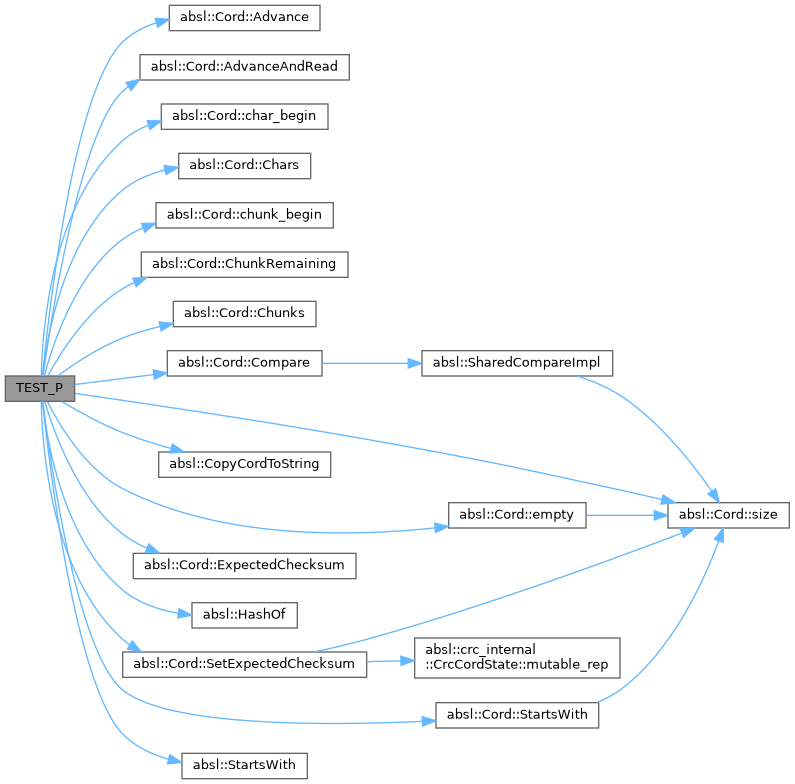 absl::Cord::Advance
absl::Cord::AdvanceAndRead
absl::Cord::char_begin
absl::Cord::Chars
absl::Cord::chunk_begin
absl::Cord::ChunkRemaining
absl::Cord::Chunks
absl::Cord::Compare
absl::SharedCompareImpl
TEST_P
absl::CopyCordToString
absl::Cord::empty
absl::Cord::size
absl::Cord::ExpectedChecksum
absl::HashOf
absl::Cord::SetExpectedChecksum
absl::crc_internal
::CrcCordState::mutable_rep
absl::Cord::StartsWith
absl::StartsWith